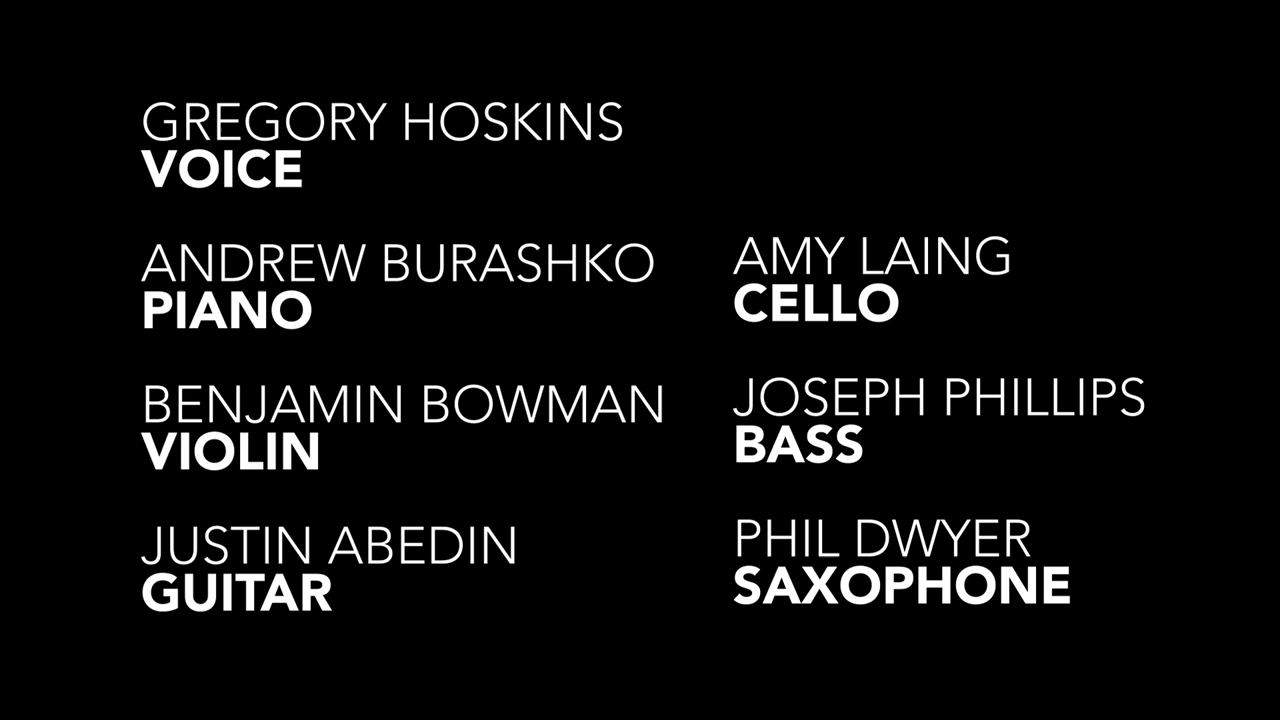 GREGORY HOSKINS
VOICE
ANDREW BURASHKO
PIANO
BENJAMIN BOWMAN
VIOLIN
JUSTIN ABEDIN
GUITAR
AMY LAING
CELLO
JOSEPH PHILLIPS
BASS
PHIL DWYER
SAXOPHONE